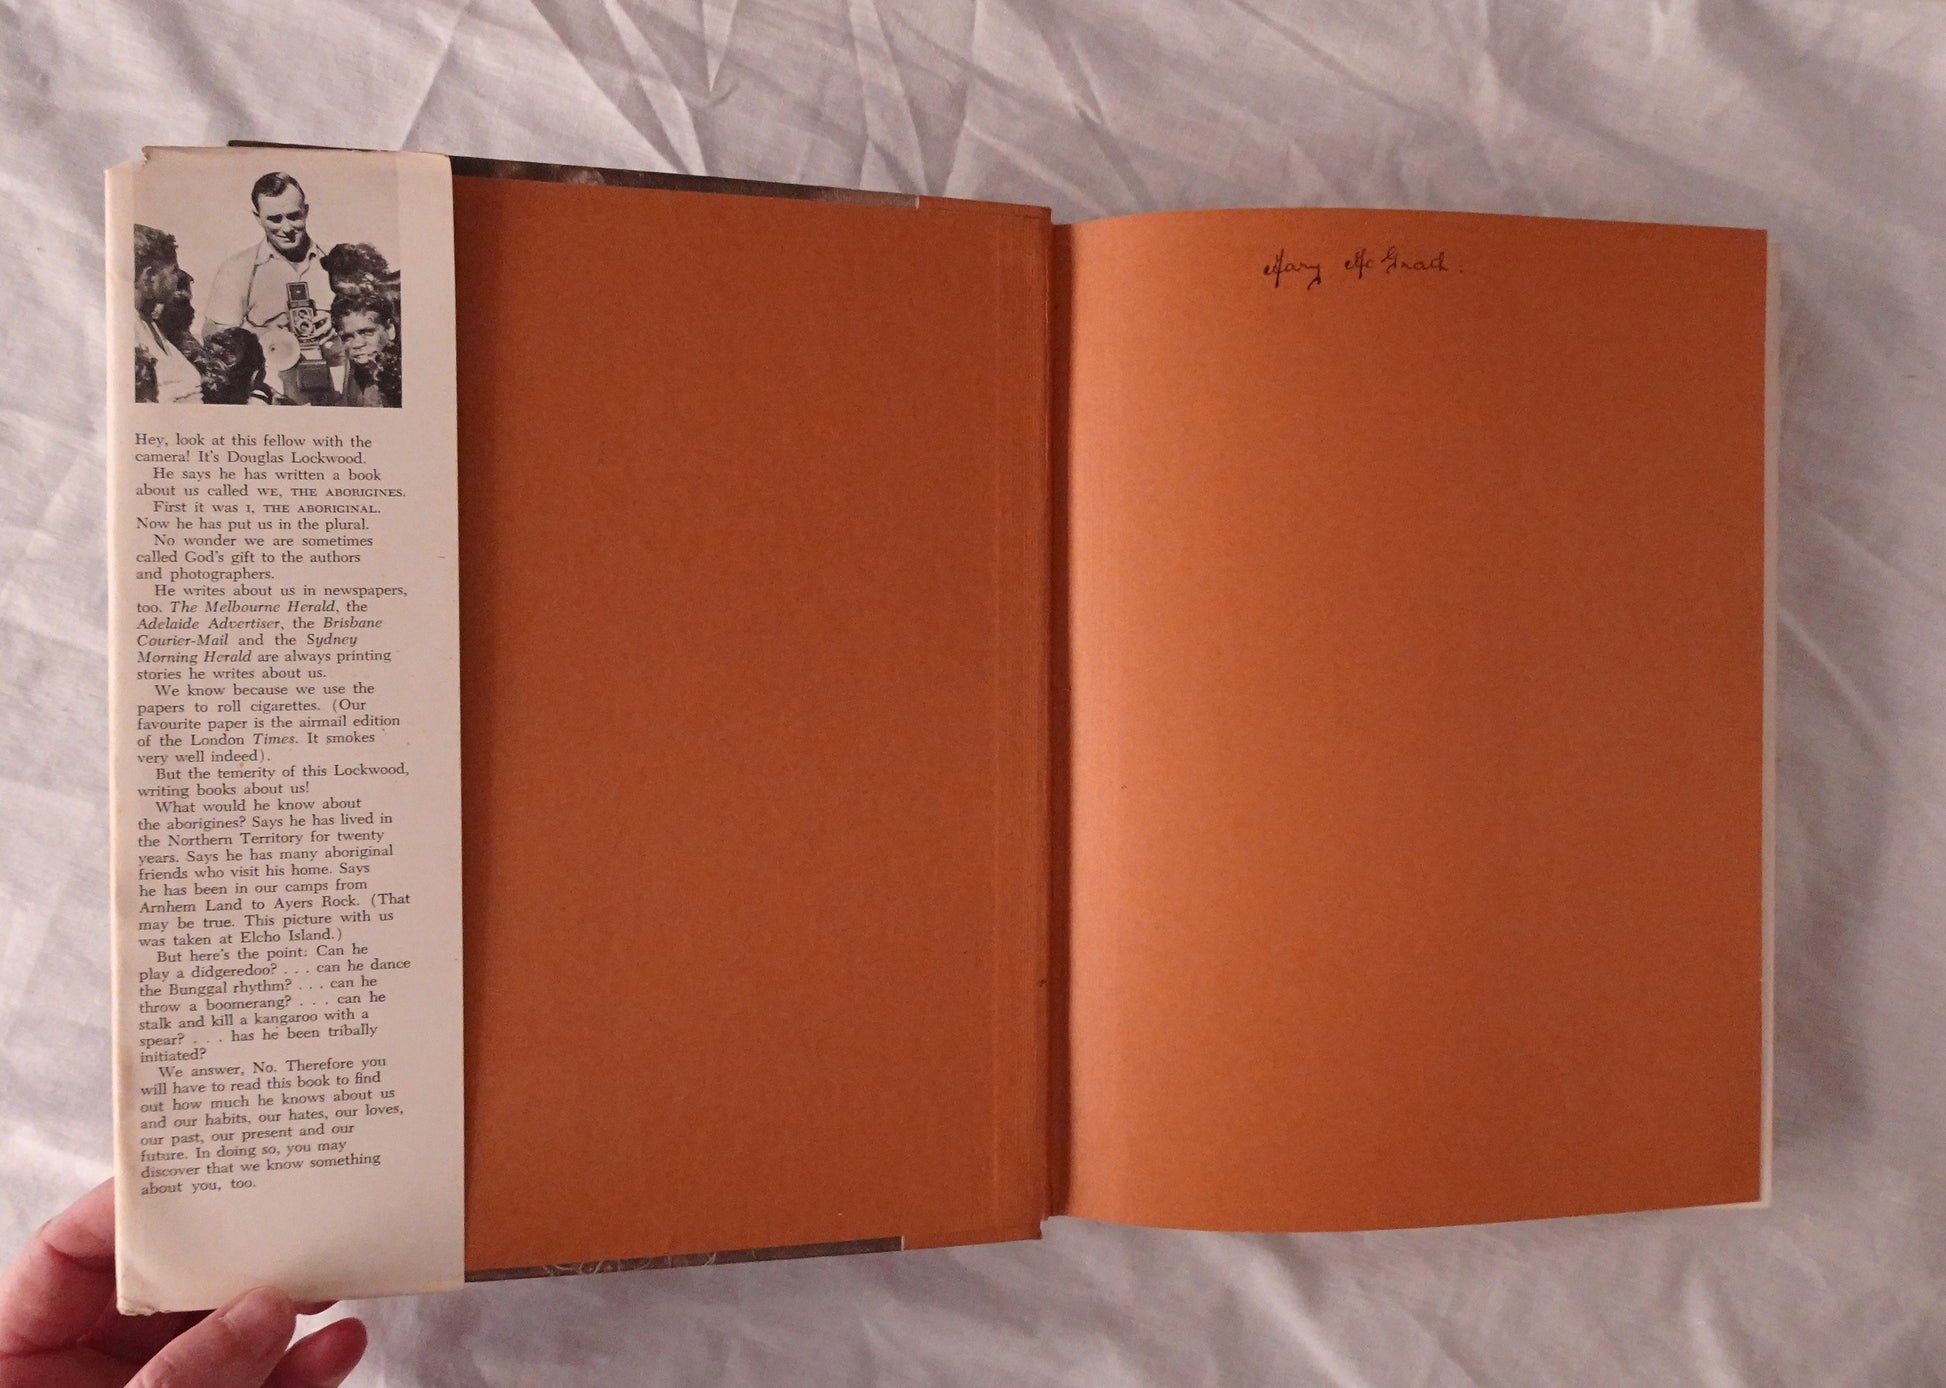 Hey, look at this fellow with the
camera! It's Douglas Lockwood.
He says he has written a book
about us called WE, THE ABORIGINES.
First it was I, THE ABORIGINAL.
Now he has put us in the plural.
No wonder we are sometimes
called God's gift to the authors
and photographers.
He writes about us in newspapers,
too. The Melbourne Herald, the
Adelaide Advertiser, the Brisbane
Courier-Mail and the Sydney
Morning Herald are always printing
stories he writes about us.
We know because we use the
papers to roll cigarettes. (Our
favourite paper is the airmail edition
of the London Times. It smokes
very well indeed).
But the temerity of this Lockwood,
writing books about us!
What would he know about
the aborigines? Says he has lived in
the Northern Territory for twenty
years. Says he has many aboriginal
friends who visit his home. Says
he has been in our camps from
Arnhem Land to Ayers Rock. (That
may be true. This picture with us
was taken at Elcho Island.)
But here's the point: Can he
play a didgeredoo? . . . can he dance
the Bunggal rhythm? . . . can he
throw a boomerang? . . . can he
stalk and kill a kangaroo with a
spear? . . . has he been tribally
initiated?
We answer, No. Therefore you
will have to read this book to find
out how much he knows about us
and our habits, our hates, our loves,
our past, our present and our
future. In doing so, you may
discover that we know something
about you, too.
Mary McGrath.